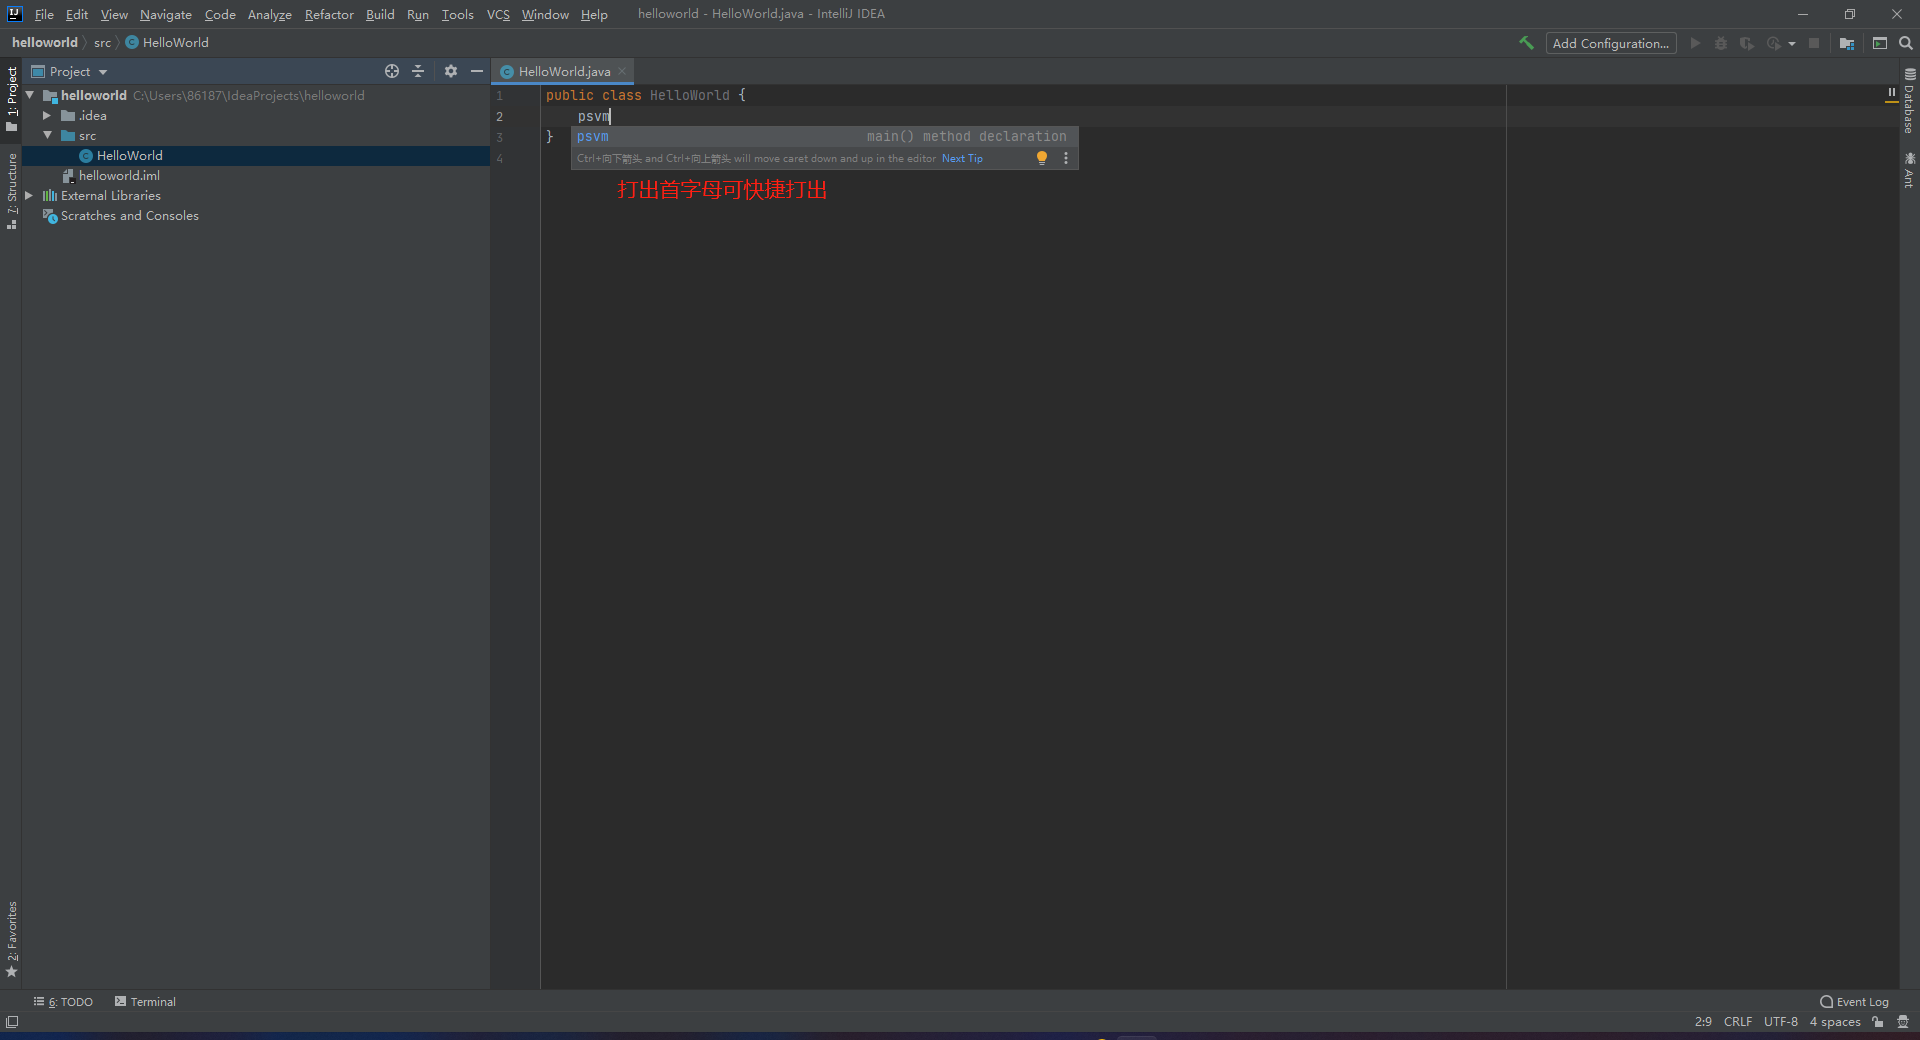 File Edit View Navigate Code Analyze Refactor Build Run Tools VCS Window Help helloworld - HelloWorld.java - IntelliJ IDEA
helloworld src HelloWorld Add Configuration...
Project HelloWorld.java
1: Project
helloworld C:\Users\86187\IdeaProjects\helloworld
.idea
src
HelloWorld
helloworld.iml
External Libraries
Scratches and Consoles
7: Structure
2: Favorites
1 public class HelloWorld {
2 psvm
3 }
4
psvm main() method declaration
Ctrl+向下箭头 and Ctrl+向上箭头 will move caret down and up in the editor Next Tip
打出首字母可快捷打出
Database
Ant
6: TODO Terminal Event Log
2:9 CRLF UTF-8 4 spaces